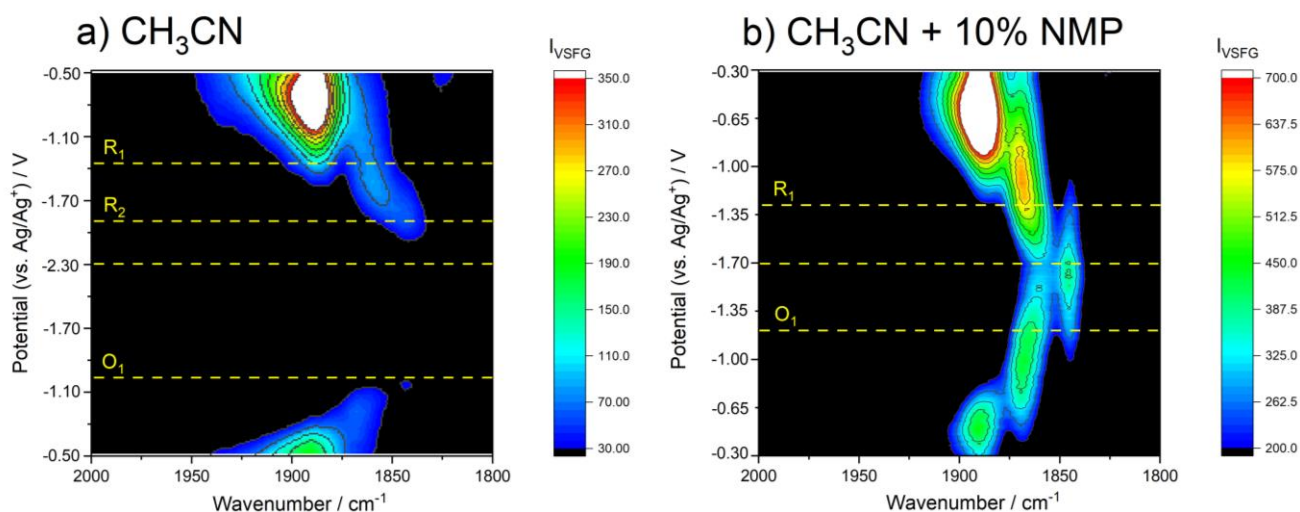 a) CH₃CN
I_VSFG
Potential (vs. Ag/Ag⁺) / V
-0.50
-1.10
-1.70
-2.30
-1.70
-1.10
-0.50
R₁
R₂
O₁
2000 1950 1900 1850 1800
Wavenumber / cm⁻¹
350.0
310.0
270.0
230.0
190.0
150.0
110.0
70.00
30.00
b) CH₃CN + 10% NMP
I_VSFG
Potential (vs. Ag/Ag⁺) / V
-0.30
-0.65
-1.00
-1.35
-1.70
-1.35
-1.00
-0.65
-0.30
R₁
O₁
2000 1950 1900 1850 1800
Wavenumber / cm⁻¹
700.0
637.5
575.0
512.5
450.0
387.5
325.0
262.5
200.0